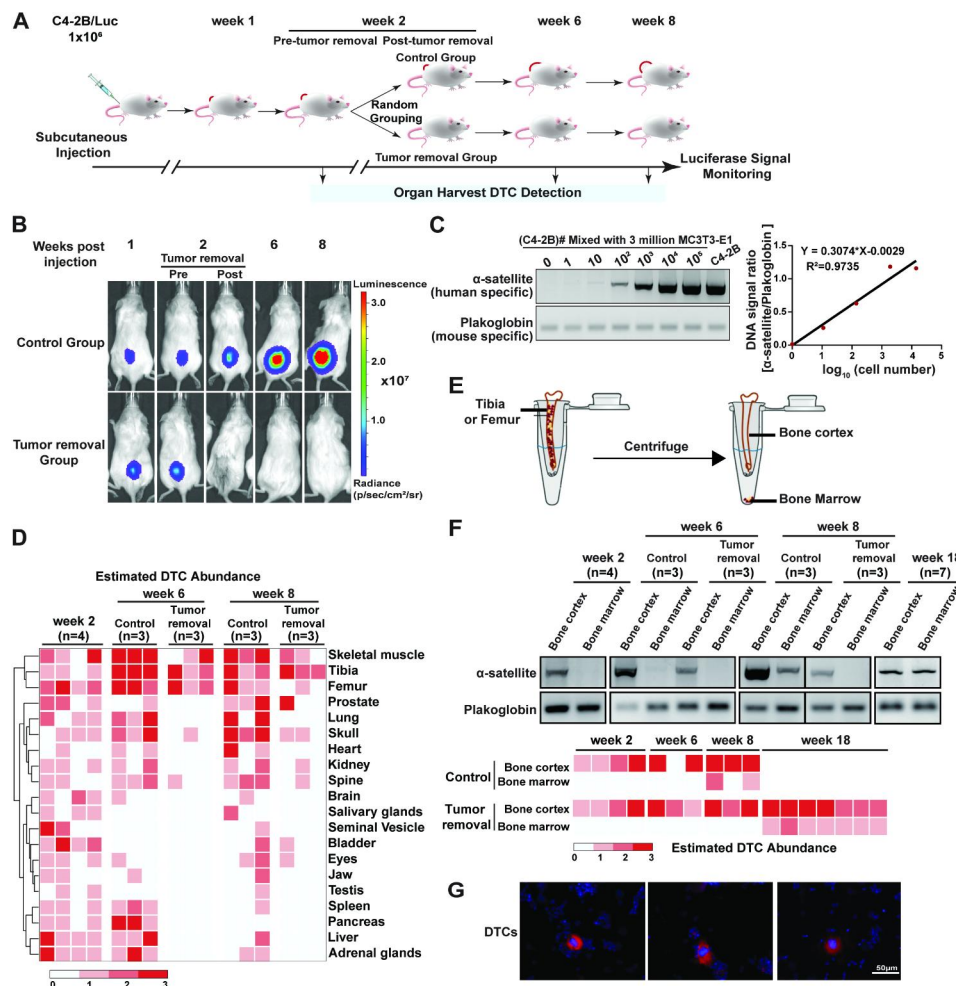 A
C4-2B/Luc
1x10⁶
week 1
week 2
week 6
week 8
Pre-tumor removal Post-tumor removal
Control Group
Random
Grouping
Subcutaneous
Injection
Tumor removal Group
Luciferase Signal
Monitoring
Organ Harvest DTC Detection
B
Weeks post
injection
1
2
6
8
Tumor removal
Pre
Post
Luminescence
3.0
2.0
x10⁷
1.0
Radiance
(p/sec/cm²/sr)
Control Group
Tumor removal
Group
C
(C4-2B)# Mixed with 3 million MC3T3-E1
0 1 10 10² 10³ 10⁴ 10⁶ C4-2B
α-satellite
(human specific)
Plakoglobin
(mouse specific)
DNA signal ratio
[ α-satellite/Plakoglobin ]
Y = 0.3074*X-0.0029
R²=0.9735
1.5
1.0
0.5
0.0
0 1 2 3 4 5
log₁₀ (cell number)
E
Tibia
or Femur
Centrifuge
Bone cortex
Bone Marrow
D
Estimated DTC Abundance
week 2
(n=4)
week 6
Control
(n=3)
Tumor
removal
(n=3)
week 8
Control
(n=3)
Tumor
removal
(n=3)
Skeletal muscle
Tibia
Femur
Prostate
Lung
Skull
Heart
Kidney
Spine
Brain
Salivary glands
Seminal Vesicle
Bladder
Eyes
Jaw
Testis
Spleen
Pancreas
Liver
Adrenal glands
0 1 2 3
F
week 2
(n=4)
week 6
Control
(n=3)
Tumor
removal
(n=3)
week 8
Control
(n=3)
Tumor
removal
(n=3)
week 18
(n=7)
Bone cortex
Bone marrow
Bone cortex
Bone marrow
Bone cortex
Bone marrow
Bone cortex
Bone marrow
Bone cortex
Bone marrow
Bone cortex
Bone marrow
α-satellite
Plakoglobin
week 2 week 6 week 8 week 18
Control
Bone cortex
Bone marrow
Tumor
removal
Bone cortex
Bone marrow
0 1 2 3
Estimated DTC Abundance
G
DTCs
50μm